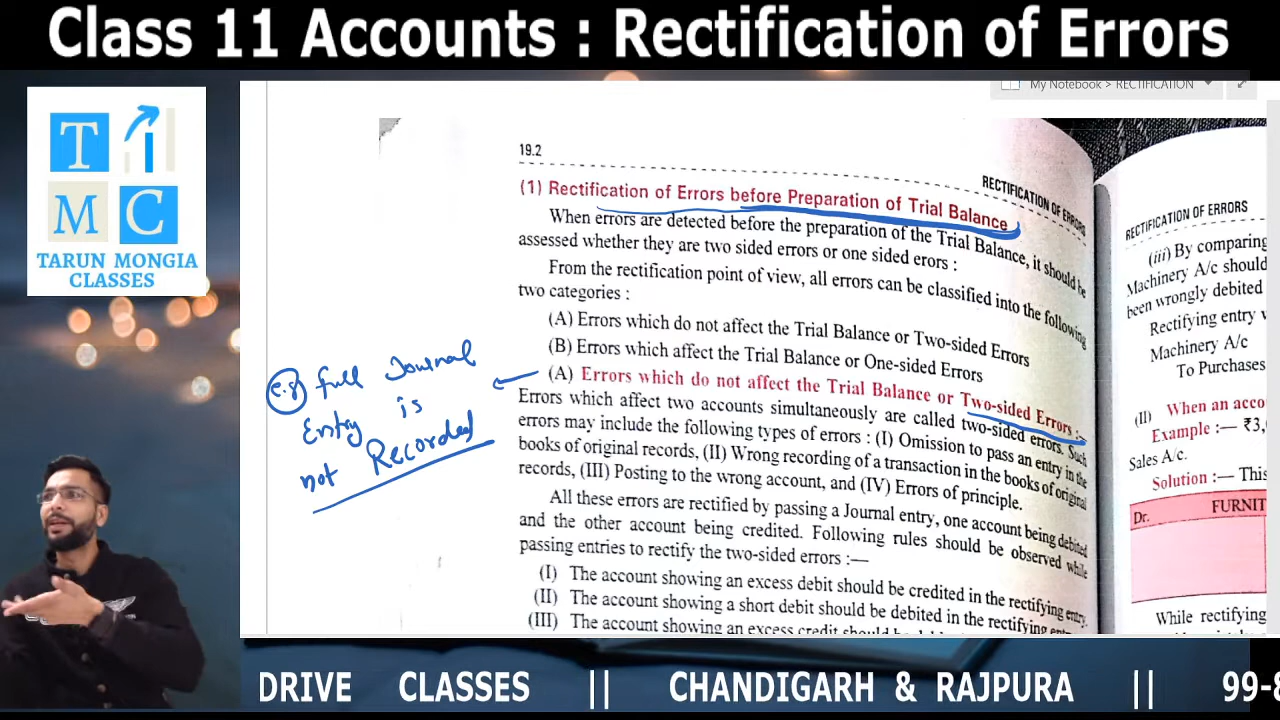 Class 11 Accounts : Rectification of Errors
My Notebook > RECTIFICATION
T
M C
TARUN MONGIA
CLASSES
19.2
RECTIFICATION OF ERRORS
(1) Rectification of Errors before Preparation of Trial Balance
When errors are detected before the preparation of the Trial Balance, it should be
assessed whether they are two sided errors or one sided erors :
From the rectification point of view, all errors can be classified into the following
two categories :
(A) Errors which do not affect the Trial Balance or Two-sided Errors
(B) Errors which affect the Trial Balance or One-sided Errors
(A) Errors which do not affect the Trial Balance or Two-sided Errors :-
Errors which affect two accounts simultaneously are called two-sided errors. Such
errors may include the following types of errors : (I) Omission to pass an entry in the
books of original records, (II) Wrong recording of a transaction in the books of original
records, (III) Posting to the wrong account, and (IV) Errors of principle.
All these errors are rectified by passing a Journal entry, one account being debited
and the other account being credited. Following rules should be observed while
passing entries to rectify the two-sided errors :—
(I) The account showing an excess debit should be credited in the rectifying entry.
(II) The account showing a short debit should be debited in the rectifying
(III) The account showing an excess credit should be
e.g full Journal
Entry is
not Recorded
RECTIFICATION OF ERRORS
(iii) By comparing
Machinery A/c should
been wrongly debited
Rectifying entry
Machinery A/c
To Purchases
(II) When an acco
Example :— ₹3,
Sales A/c.
Solution :— This
Dr. FURNIT
While rectifying
DRIVE CLASSES || CHANDIGARH & RAJPURA || 99-8